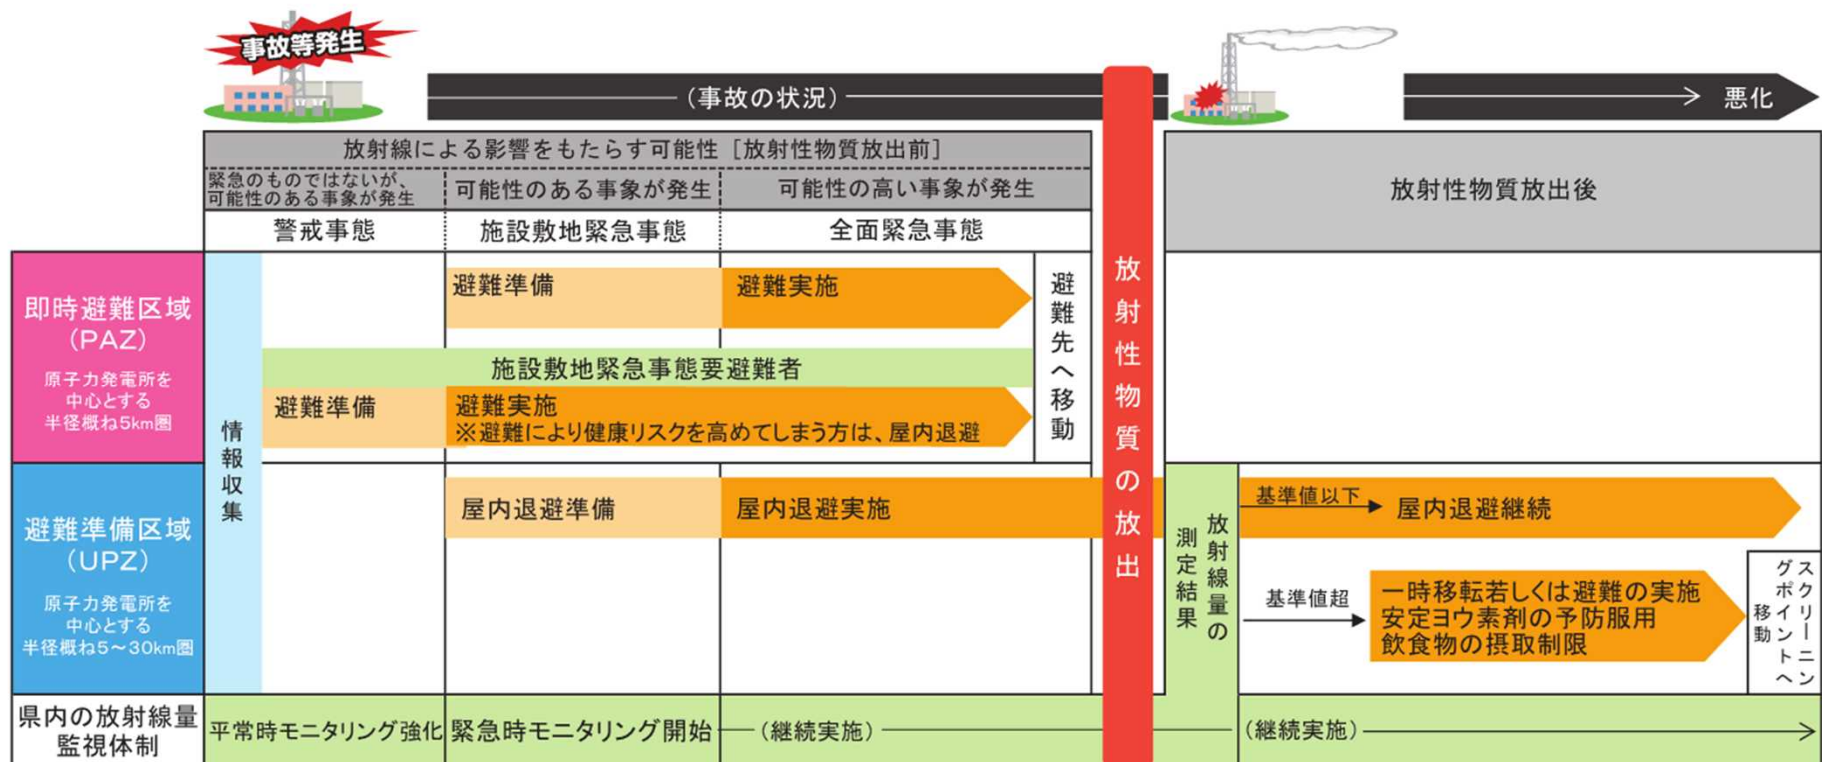 事故等発生
(事故の状況)
悪化
放射線による影響をもたらす可能性［放射性物質放出前］
緊急のものではないが、
可能性のある事象が発生
可能性のある事象が発生
可能性の高い事象が発生
放射性物質放出後
警戒事態
施設敷地緊急事態
全面緊急事態
放射性物質の放出
即時避難区域
(PAZ)
原子力発電所を
中心とする
半径概ね5km圏
情報収集
避難準備
避難実施
避難先へ移動
施設敷地緊急事態要避難者
避難準備
避難実施
※避難により健康リスクを高めてしまう方は、屋内退避
避難準備区域
(UPZ)
原子力発電所を
中心とする
半径概ね5～30km圏
屋内退避準備
屋内退避実施
放射線量の
測定結果
基準値以下
屋内退避継続
基準値超
一時移転若しくは避難の実施
安定ヨウ素剤の予防服用
飲食物の摂取制限
スクリーニン
グポイントへ
移動
県内の放射線量
監視体制
平常時モニタリング強化
緊急時モニタリング開始
(継続実施)
(継続実施)